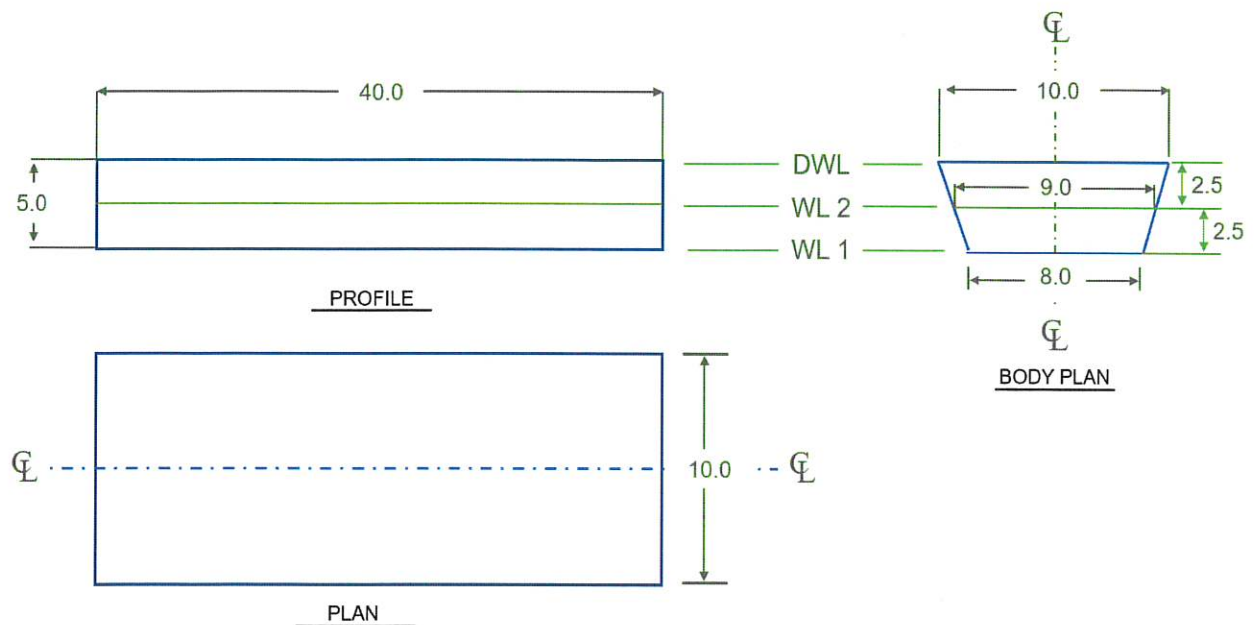 ℄
40.0
10.0
5.0
DWL
WL 2
WL 1
9.0
2.5
2.5
8.0
PROFILE
℄
BODY PLAN
℄
10.0
℄
PLAN